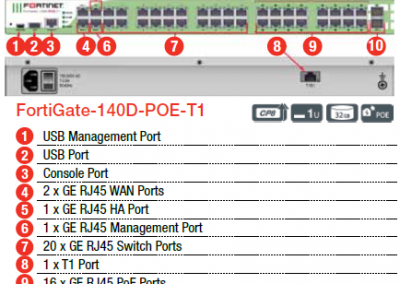 FORTINET
1 2 3 4 6 7 8 9 10
FortiGate-140D-POE-T1
CP8 1U 32GB POE
1 USB Management Port
2 USB Port
3 Console Port
4 2 x GE RJ45 WAN Ports
5 1 x GE RJ45 HA Port
6 1 x GE RJ45 Management Port
7 20 x GE RJ45 Switch Ports
8 1 x T1 Port
9 16 x GE RJ45 PoE Ports